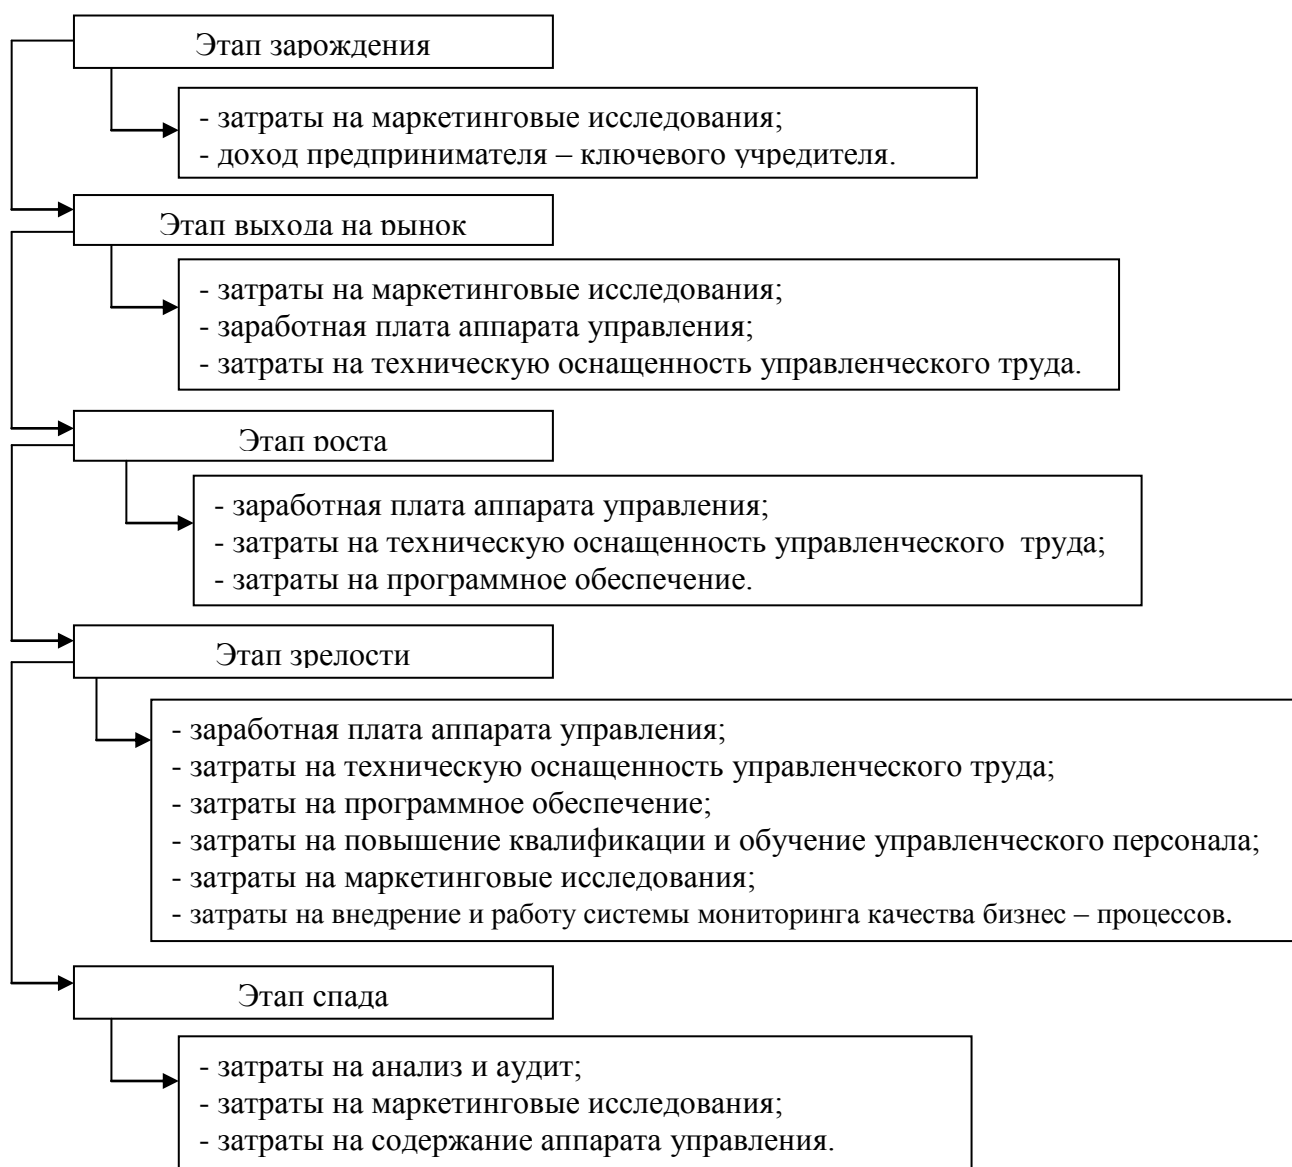 Этап зарождения
- затраты на маркетинговые исследования;
- доход предпринимателя – ключевого учредителя.
Этап выхода на рынок
- затраты на маркетинговые исследования;
- заработная плата аппарата управления;
- затраты на техническую оснащенность управленческого труда.
Этап роста
- заработная плата аппарата управления;
- затраты на техническую оснащенность управленческого труда;
- затраты на программное обеспечение.
Этап зрелости
- заработная плата аппарата управления;
- затраты на техническую оснащенность управленческого труда;
- затраты на программное обеспечение;
- затраты на повышение квалификации и обучение управленческого персонала;
- затраты на маркетинговые исследования;
- затраты на внедрение и работу системы мониторинга качества бизнес – процессов.
Этап спада
- затраты на анализ и аудит;
- затраты на маркетинговые исследования;
- затраты на содержание аппарата управления.